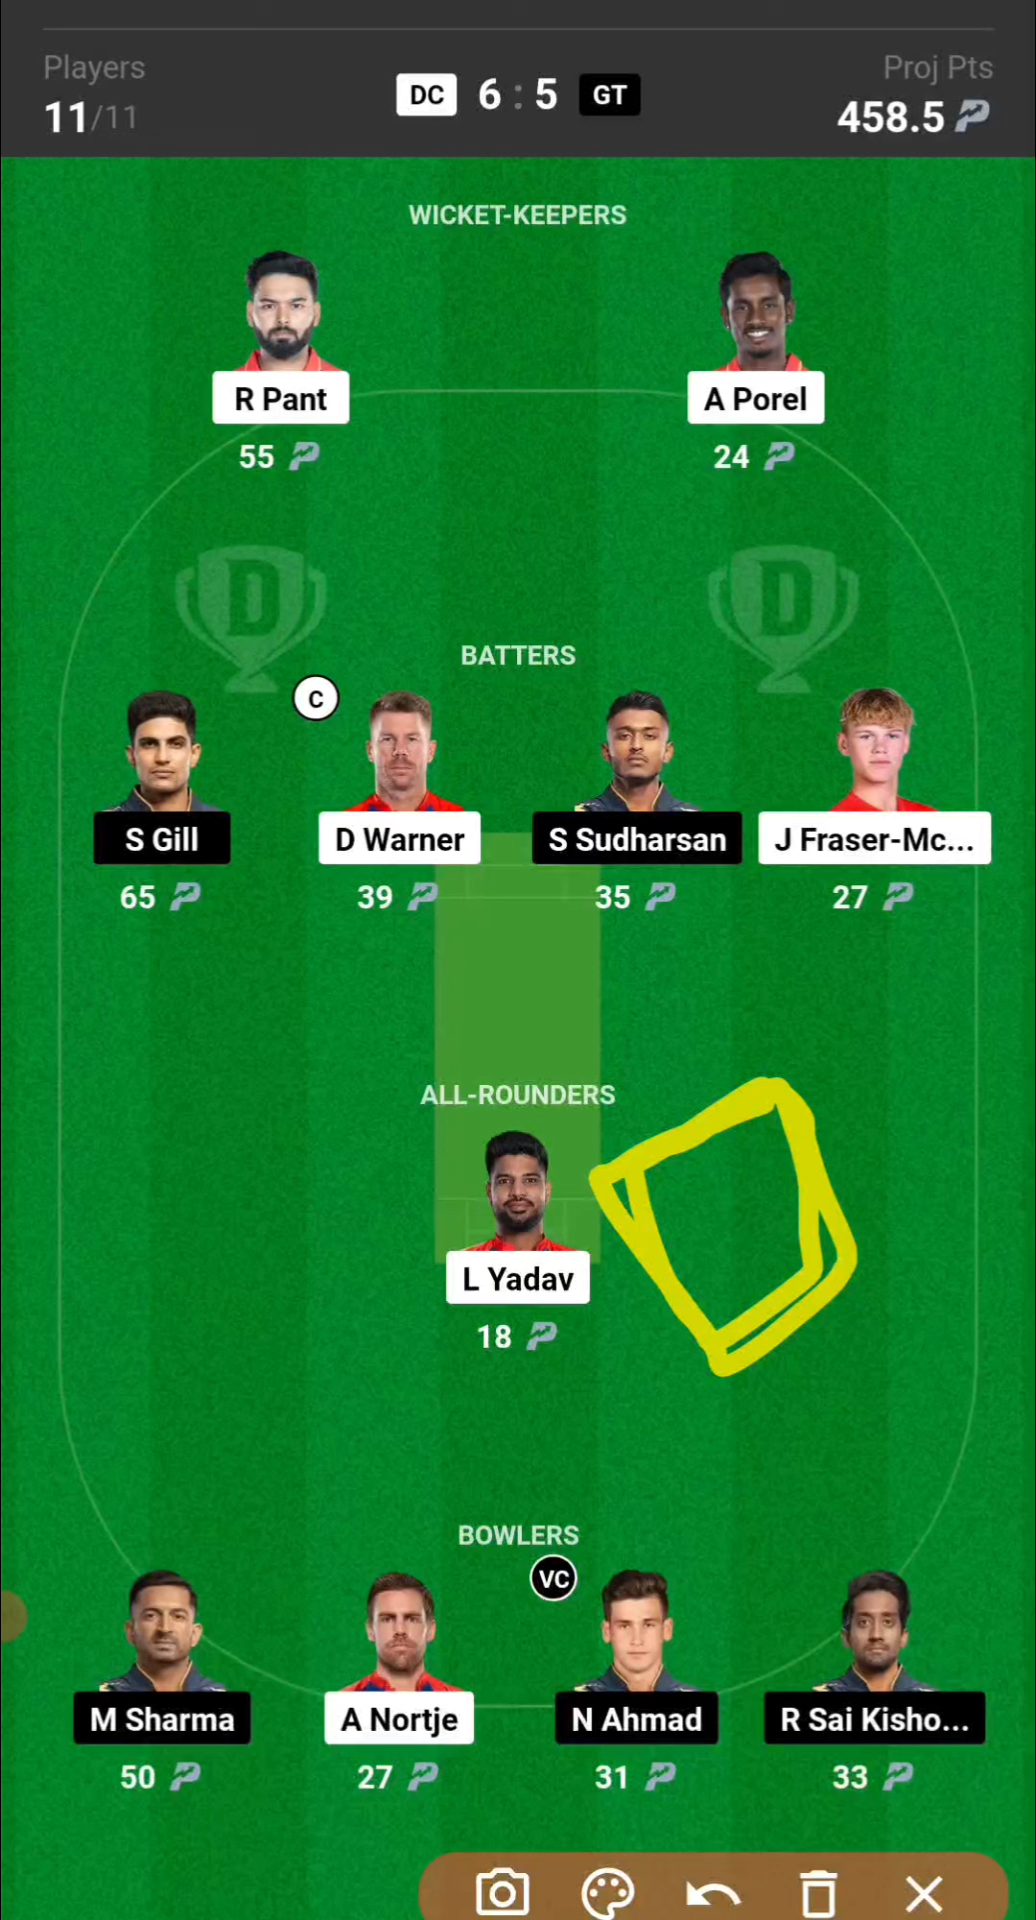 Players
Proj Pts
11/11
DC 6 : 5 GT
458.5
WICKET-KEEPERS
R Pant
A Porel
55
24
D
D
BATTERS
C
S Gill
D Warner
S Sudharsan
J Fraser-Mc...
65
39
35
27
ALL-ROUNDERS
L Yadav
18
BOWLERS
VC
M Sharma
A Nortje
N Ahmad
R Sai Kisho...
50
27
31
33